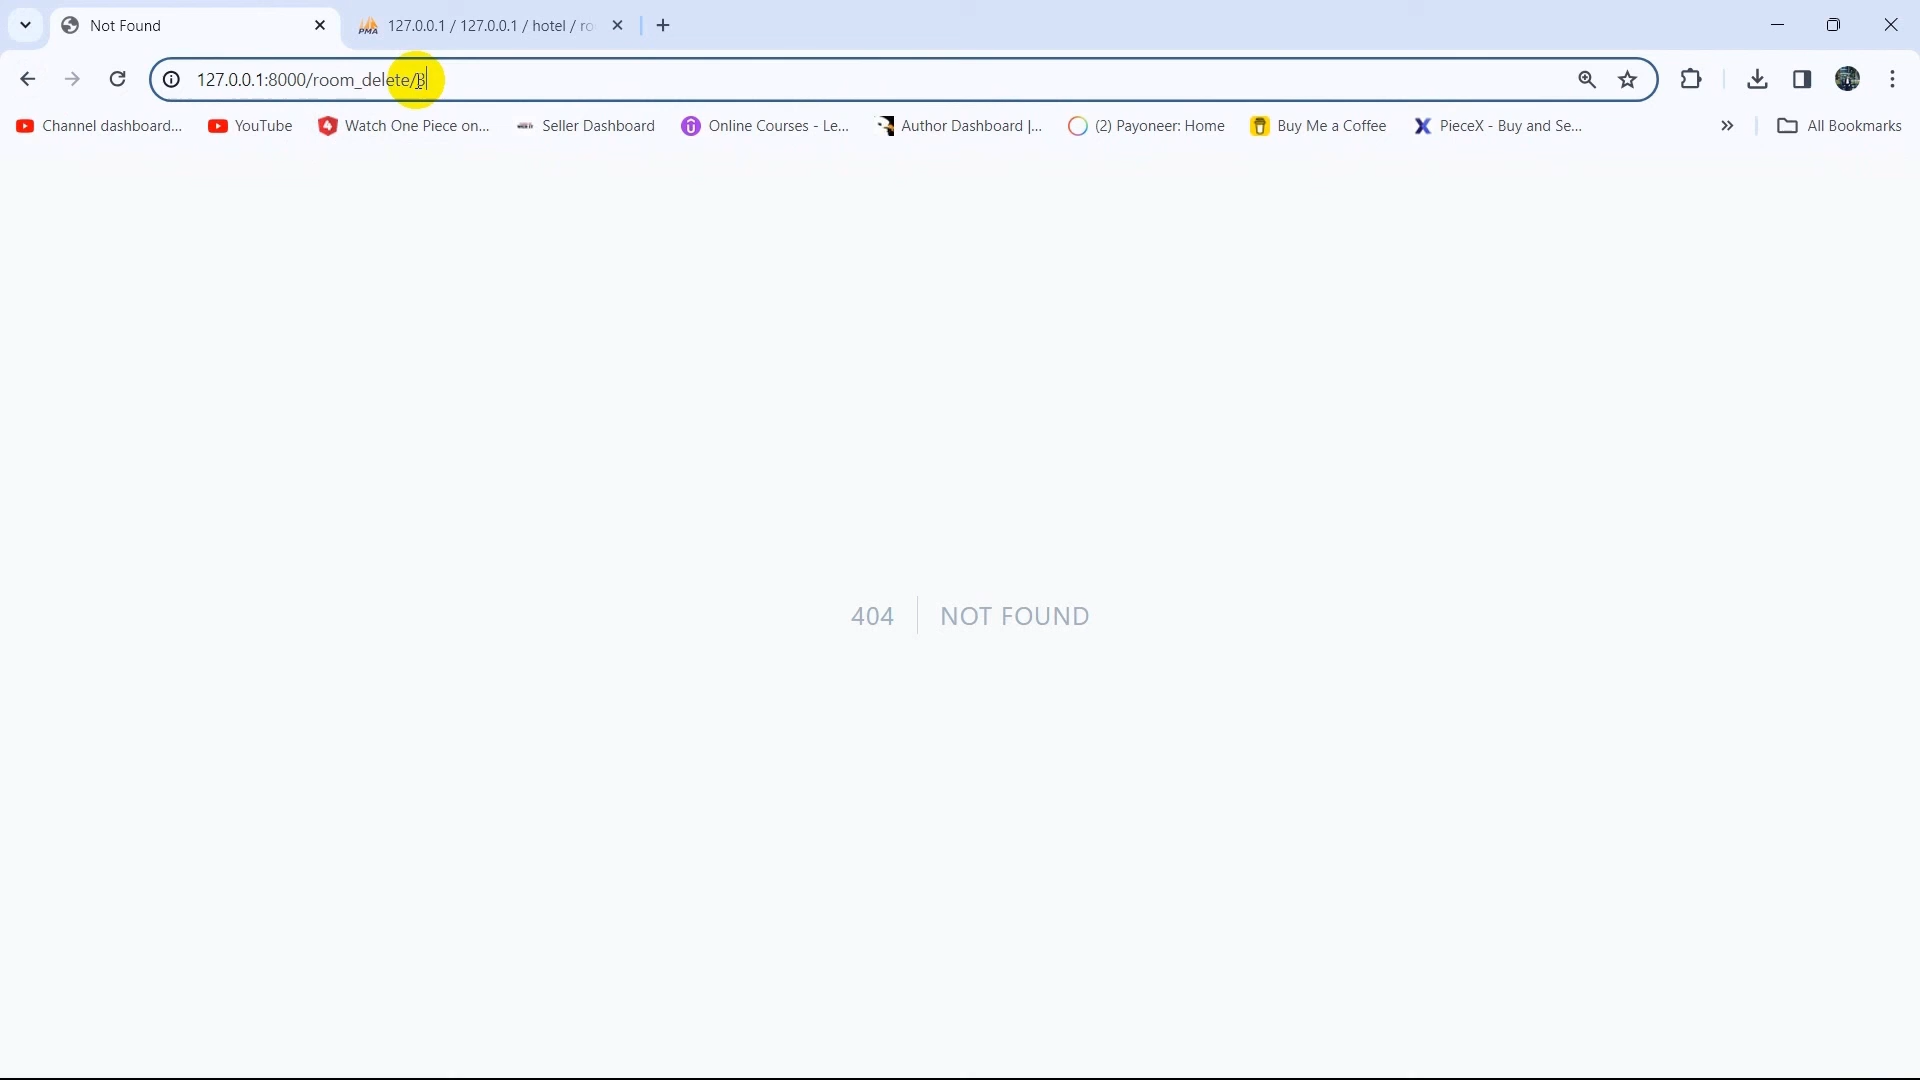 Not Found
127.0.0.1 / 127.0.0.1 / hotel / ro
127.0.0.1:8000/room_delete/3
Channel dashboard...
YouTube
Watch One Piece on...
Seller Dashboard
Online Courses - Le...
Author Dashboard |...
(2) Payoneer: Home
Buy Me a Coffee
PieceX - Buy and Se...
All Bookmarks
404
NOT FOUND